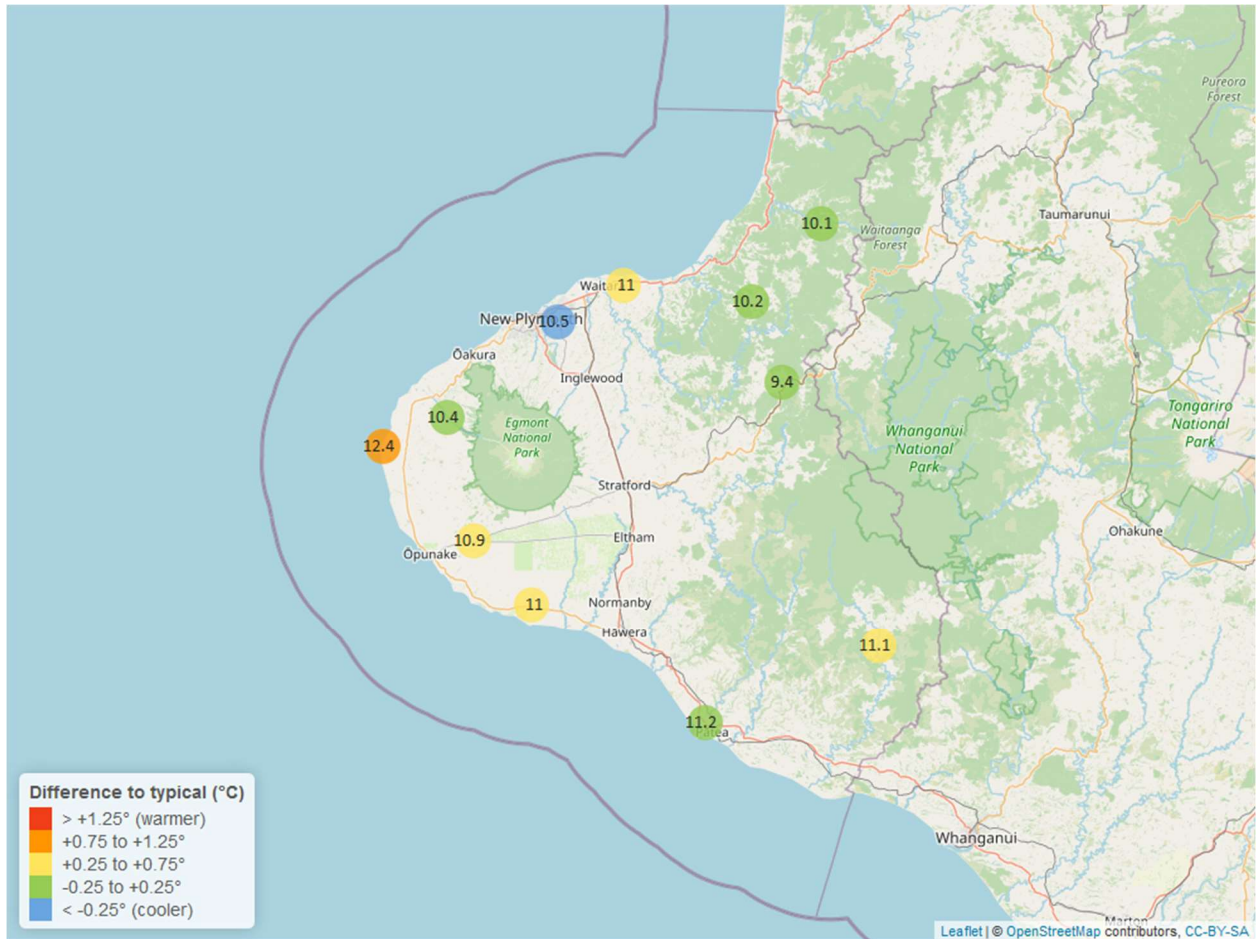 Pureora
Forest
Taumarunui
10.1
Waitaanga
Forest
Waitar 11
10.2
New Plymouth
10.5
Ōakura
Inglewood
9.4
10.4
Egmont
National
Park
Tongariro
National
Park
Whanganui
National
Park
12.4
Stratford
Ohakune
10.9
Ōpunake
Eltham
11
Normanby
Hawera
11.1
11.2
Patea
Difference to typical (°C)
> +1.25° (warmer)
+0.75 to +1.25°
+0.25 to +0.75°
-0.25 to +0.25°
< -0.25° (cooler)
Whanganui
Marton
Leaflet | © OpenStreetMap contributors, CC-BY-SA